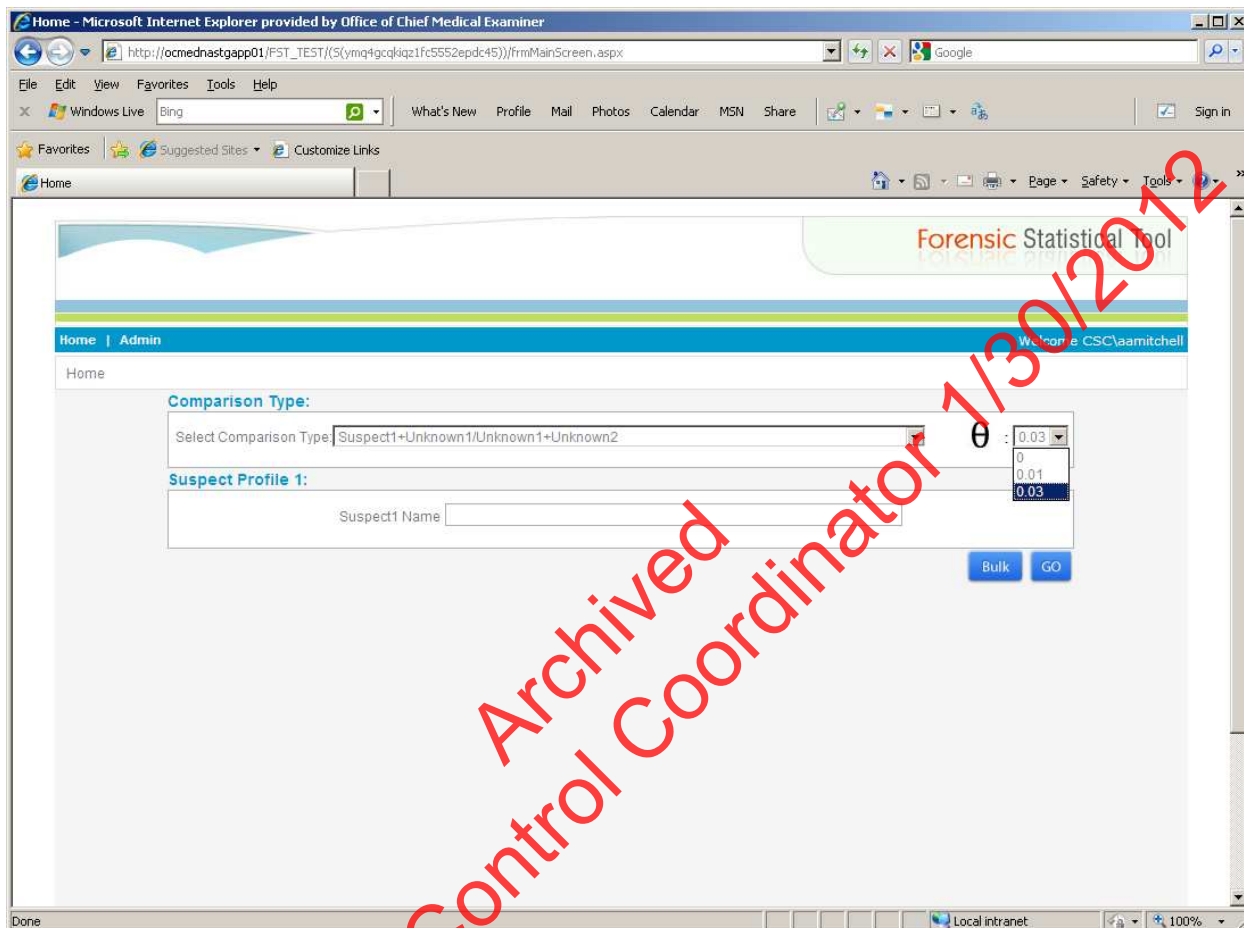 Home - Microsoft Internet Explorer provided by Office of Chief Medical Examiner
http://ocmednastgapp01/FST_TEST/(S(ymq4gcqkiqz1fc5552epdc45))/frmMainScreen.aspx
Google
File Edit View Favorites Tools Help
x Windows Live Bing What's New Profile Mail Photos Calendar MSN Share Sign in
Favorites Suggested Sites Customize Links
Home Page Safety Tools »
Forensic Statistical Tool
Home | Admin Welcome CSC\aamitchell
Home
Comparison Type:
Select Comparison Type: Suspect1+Unknown1/Unknown1+Unknown2 θ : 0.03
0
0.01
0.03
Suspect Profile 1:
Suspect1 Name
Bulk GO
Done Local intranet 100%
Archived
Control Coordinator 1/30/2012